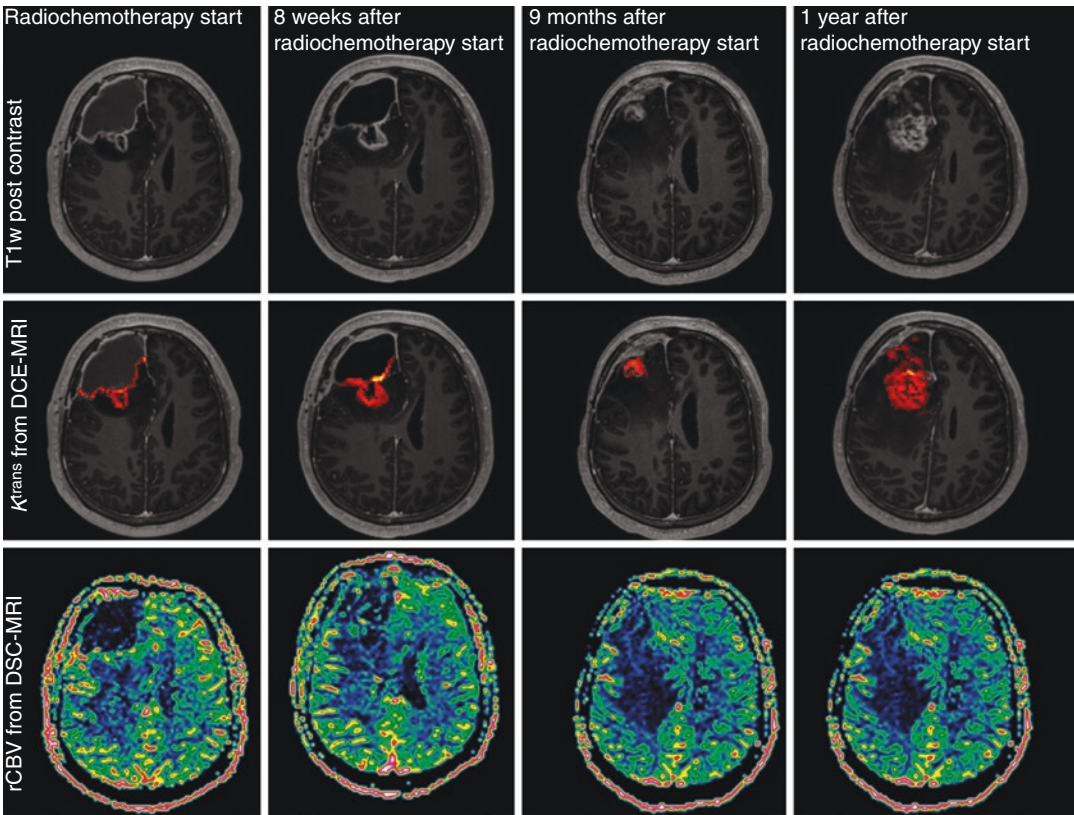 Radiochemotherapy start
8 weeks after
radiochemotherapy start
9 months after
radiochemotherapy start
1 year after
radiochemotherapy start
T1w post contrast
Ktrans from DCE-MRI
rCBV from DSC-MRI